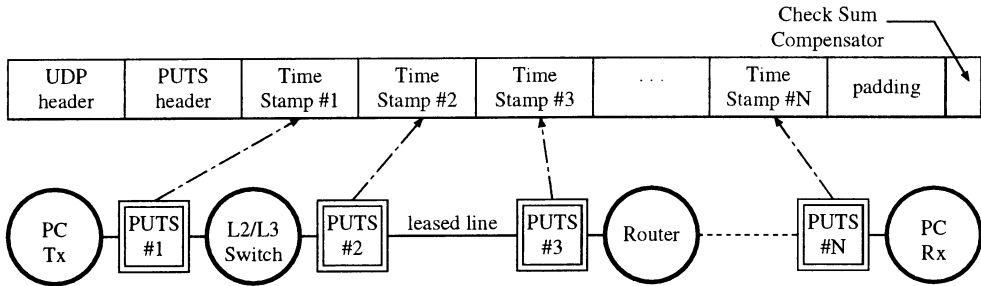 Check Sum
Compensator
UDP
header
PUTS
header
Time
Stamp #1
Time
Stamp #2
Time
Stamp #3
. . .
Time
Stamp #N
padding
PC
Tx
PUTS
#1
L2/L3
Switch
PUTS
#2
leased line
PUTS
#3
Router
PUTS
#N
PC
Rx